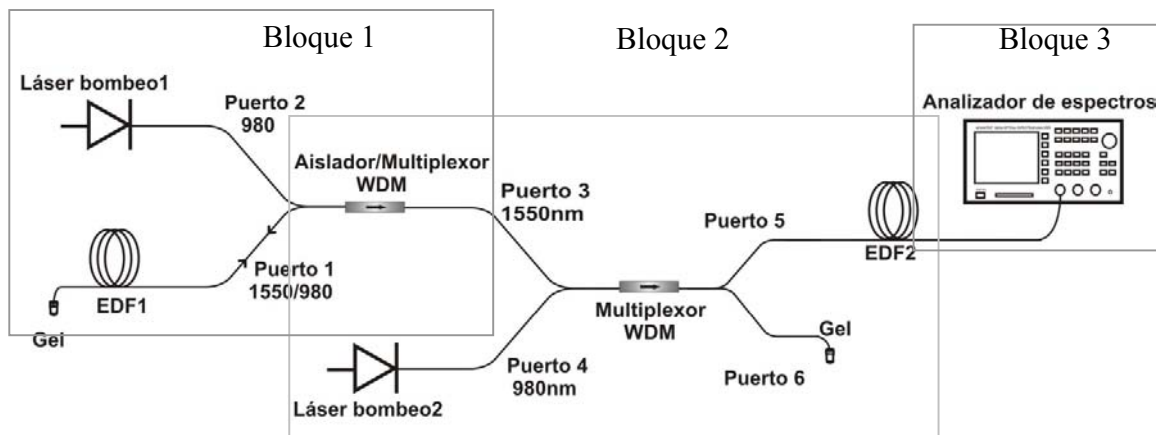 Bloque 1
Bloque 2
Bloque 3
Láser bombeo1
Puerto 2
980
Analizador de espectros
Aislador/Multiplexor
WDM
Puerto 3
1550nm
Puerto 5
EDF2
Puerto 1
1550/980
EDF1
Gel
Multiplexor
WDM
Gel
Puerto 4
980nm
Puerto 6
Láser bombeo2